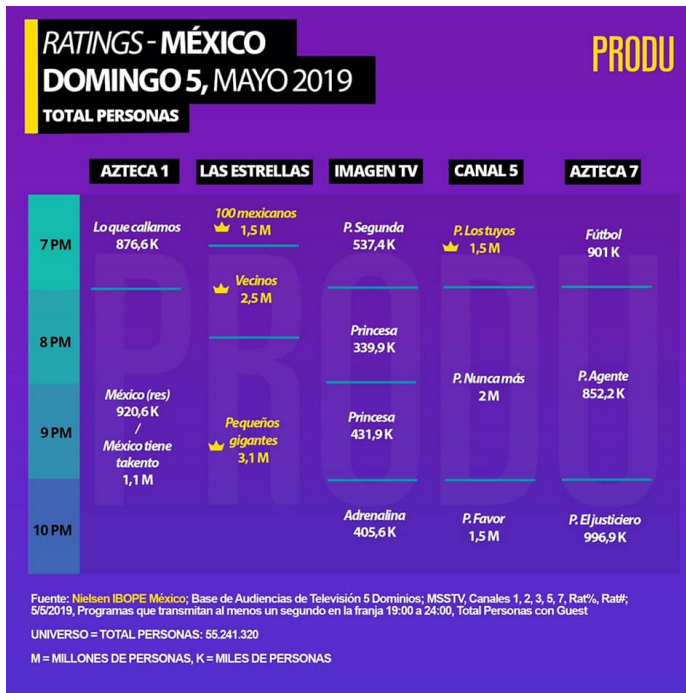 RATINGS - MÉXICO
DOMINGO 5, MAYO 2019
TOTAL PERSONAS
PRODU
AZTECA 1
LAS ESTRELLAS
IMAGEN TV
CANAL 5
AZTECA 7
7 PM
Lo que callamos
876,6 K
100 mexicanos
1,5 M
Vecinos
2,5 M
P. Segunda
537,4 K
P. Los tuyos
1,5 M
Fútbol
901 K
8 PM
9 PM
México (res)
920,6 K
/
México tiene
takento
1,1 M
Pequeños
gigantes
3,1 M
Princesa
339,9 K
Princesa
431,9 K
P. Nunca más
2 M
P. Agente
852,2 K
10 PM
Adrenalina
405,6 K
P. Favor
1,5 M
P. El justiciero
996,9 K
PRODU
Fuente: Nielsen IBOPE México; Base de Audiencias de Televisión 5 Dominios; MSSTV, Canales 1, 2, 3, 5, 7, Rat%, Rat#;
5/5/2019, Programas que transmitan al menos un segundo en la franja 19:00 a 24:00, Total Personas con Guest
UNIVERSO = TOTAL PERSONAS: 55.241.320
M = MILLONES DE PERSONAS, K = MILES DE PERSONAS